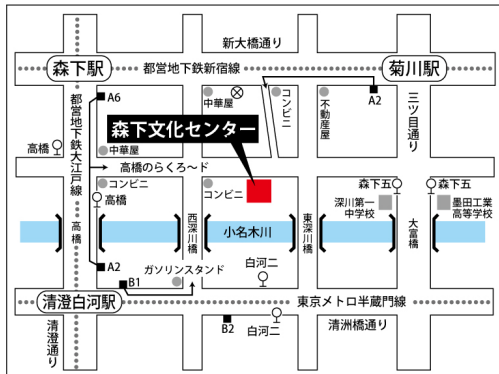 新大橋通り
森下駅
都営地下鉄新宿線
菊川駅
A6
都営地下鉄大江戸線
高橋
中華屋
中華屋
コンビニ
不動産屋
A2
三ツ目通り
森下文化センター
高橋のらくろ〜ド
コンビニ
高橋
コンビニ
森下五
森下五
深川第一
中学校
墨田工業
高等学校
高橋
西深川橋
小名木川
東深川橋
大富橋
A2
ガソリンスタンド
白河二
B1
清澄白河駅
東京メトロ半蔵門線
清澄通り
B2
白河二
清洲橋通り